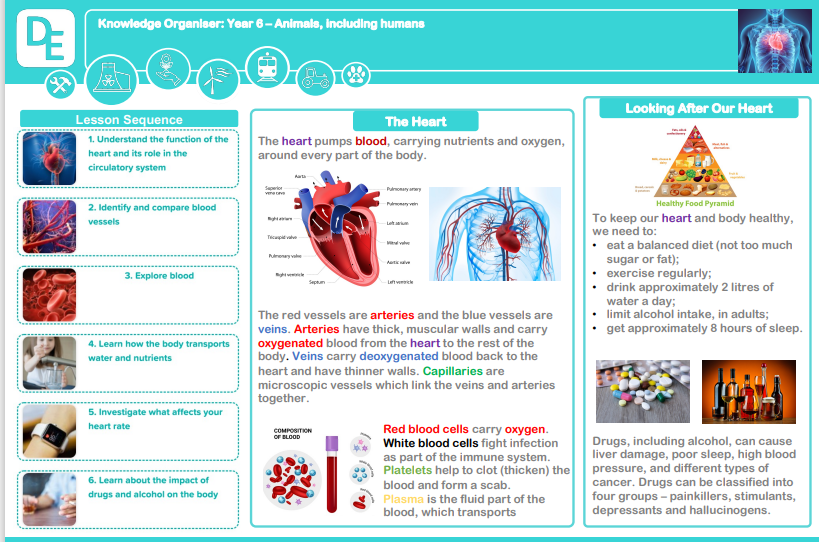 DE
Knowledge Organiser: Year 6 – Animals, including humans
Lesson Sequence
1. Understand the function of the
heart and its role in the
circulatory system
2. Identify and compare blood
vessels
3. Explore blood
4. Learn how the body transports
water and nutrients
5. Investigate what affects your
heart rate
6. Learn about the impact of
drugs and alcohol on the body
The Heart
The heart pumps blood, carrying nutrients and oxygen,
around every part of the body.
Aorta
Superior
vena cava
Right atrium
Tricuspid valve
Pulmonary valve
Right ventricle
Septum
Pulmonary artery
Pulmonary vein
Left atrium
Mitral valve
Aortic valve
Left ventricle
The red vessels are arteries and the blue vessels are
veins. Arteries have thick, muscular walls and carry
oxygenated blood from the heart to the rest of the
body. Veins carry deoxygenated blood back to the
heart and have thinner walls. Capillaries are
microscopic vessels which link the veins and arteries
together.
COMPOSITION
OF BLOOD
Red blood cells carry oxygen.
White blood cells fight infection
as part of the immune system.
Platelets help to clot (thicken) the
blood and form a scab.
Plasma is the fluid part of the
blood, which transports
Looking After Our Heart
Healthy Food Pyramid
To keep our heart and body healthy,
we need to:
• eat a balanced diet (not too much
sugar or fat);
• exercise regularly;
• drink approximately 2 litres of
water a day;
• limit alcohol intake, in adults;
• get approximately 8 hours of sleep.
Drugs, including alcohol, can cause
liver damage, poor sleep, high blood
pressure, and different types of
cancer. Drugs can be classified into
four groups – painkillers, stimulants,
depressants and hallucinogens.